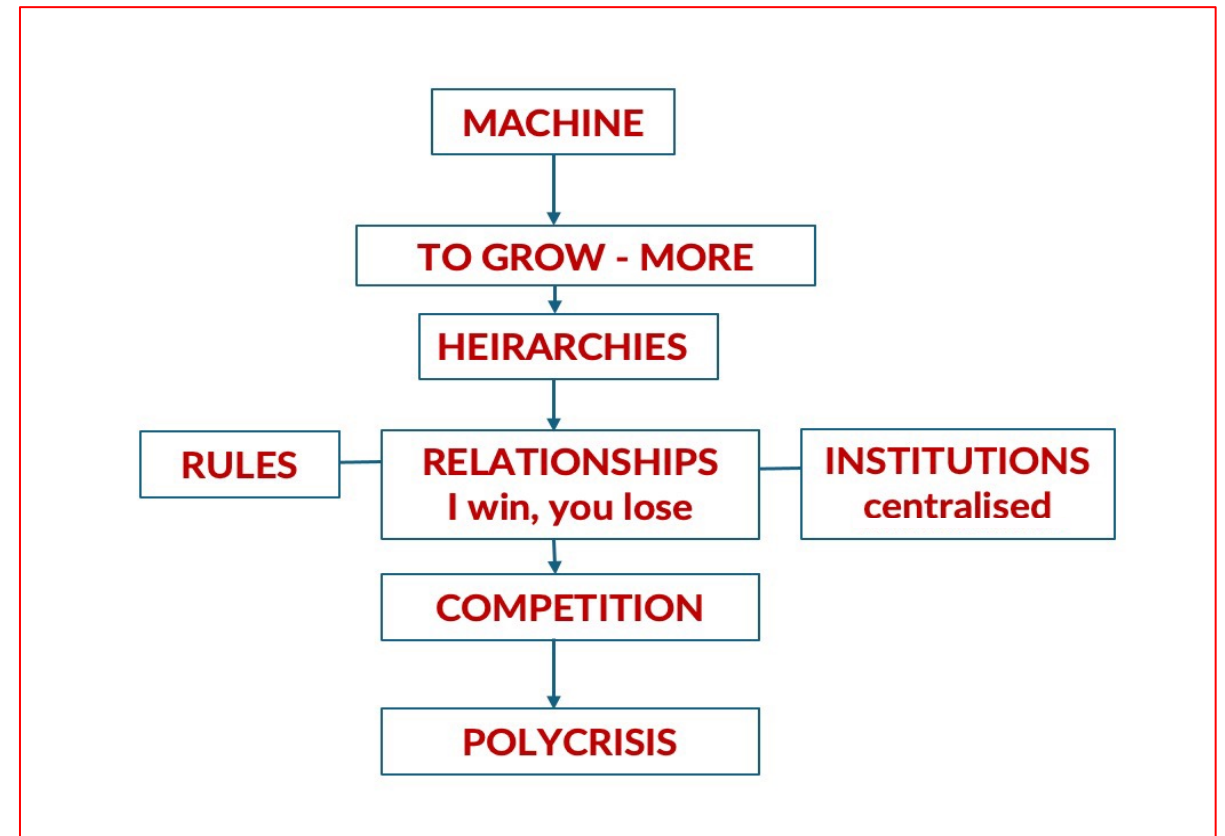 MACHINE
TO GROW - MORE
HEIRARCHIES
RULES
RELATIONSHIPS
I win, you lose
INSTITUTIONS
centralised
COMPETITION
POLYCRISIS